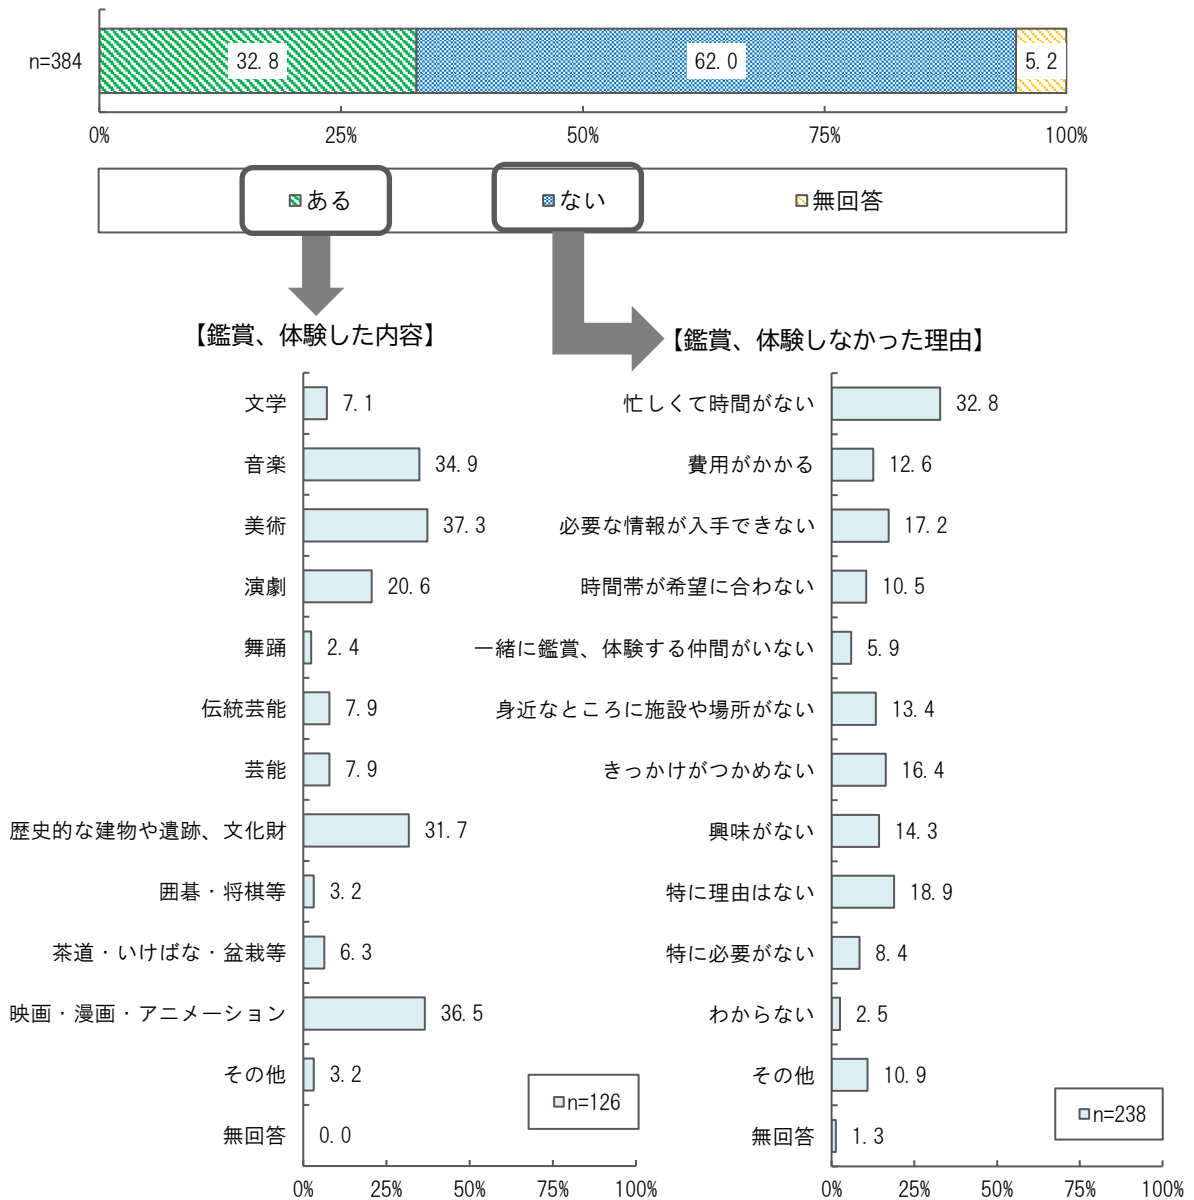 n=384
32.8
62.0
5.2
0%
25%
50%
75%
100%
ある
ない
無回答
【鑑賞、体験した内容】
文学
7.1
音楽
34.9
美術
37.3
演劇
20.6
舞踊
2.4
伝統芸能
7.9
芸能
7.9
歴史的な建物や遺跡、文化財
31.7
囲碁・将棋等
3.2
茶道・いけばな・盆栽等
6.3
映画・漫画・アニメーション
36.5
その他
3.2
無回答
0.0
n=126
0%
25%
50%
75%
100%
【鑑賞、体験しなかった理由】
忙しくて時間がない
32.8
費用がかかる
12.6
必要な情報が入手できない
17.2
時間帯が希望に合わない
10.5
一緒に鑑賞、体験する仲間がいない
5.9
身近なところに施設や場所がない
13.4
きっかけがつかめない
16.4
興味がない
14.3
特に理由はない
18.9
特に必要がない
8.4
わからない
2.5
その他
10.9
無回答
1.3
n=238
0%
25%
50%
75%
100%